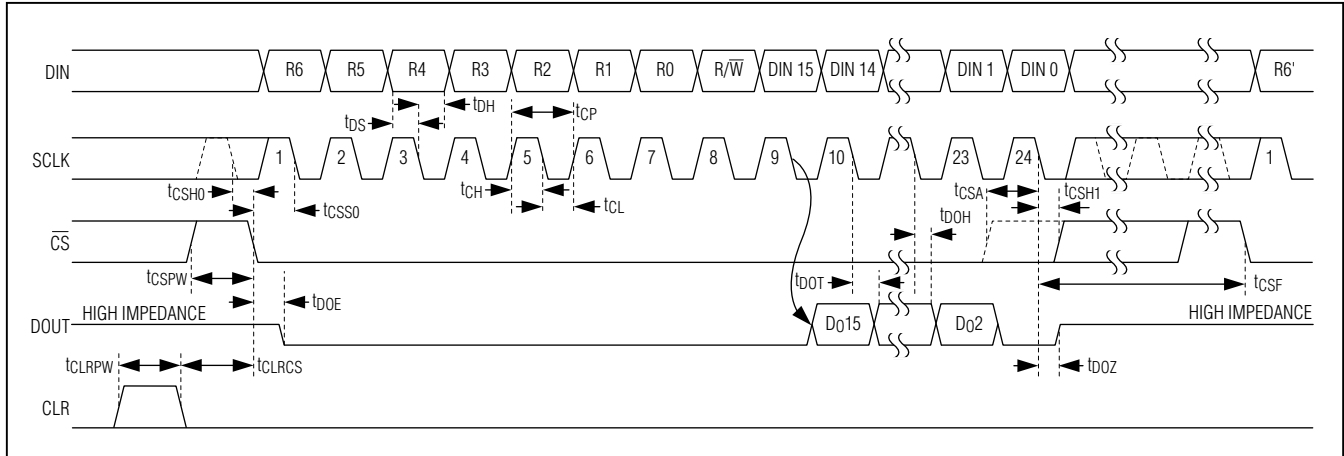 DIN R6 R5 R4 R3 R2 R1 R0 R/W̅ DIN 15 DIN 14 DIN 1 DIN 0 R6'
tDS tDH tCP
SCLK 1 2 3 4 5 6 7 8 9 10 23 24 1
tCSH0 tCSS0 tCH tCL tCSA tCSH1
tDOH
C̅S̅
tCSPW tDOE tDOT tCSF
DOUT HIGH IMPEDANCE DO15 DO2 HIGH IMPEDANCE
tCLRPW tCLRCS tDOZ
CLR